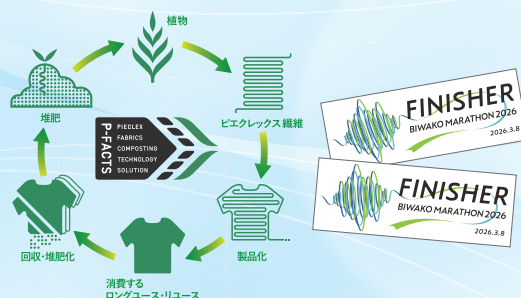 植物
堆肥
ピエクレックス繊維
P-FACTS
PIECLEX
FABRICS
COMPOSTING
TECHNOLOGY
SOLUTION
回収・堆肥化
製品化
消費する
ロングユース・リユース
FINISHER
BIWAKO MARATHON 2026
2026.3.8
FINISHER
BIWAKO MARATHON 2026
2026.3.8